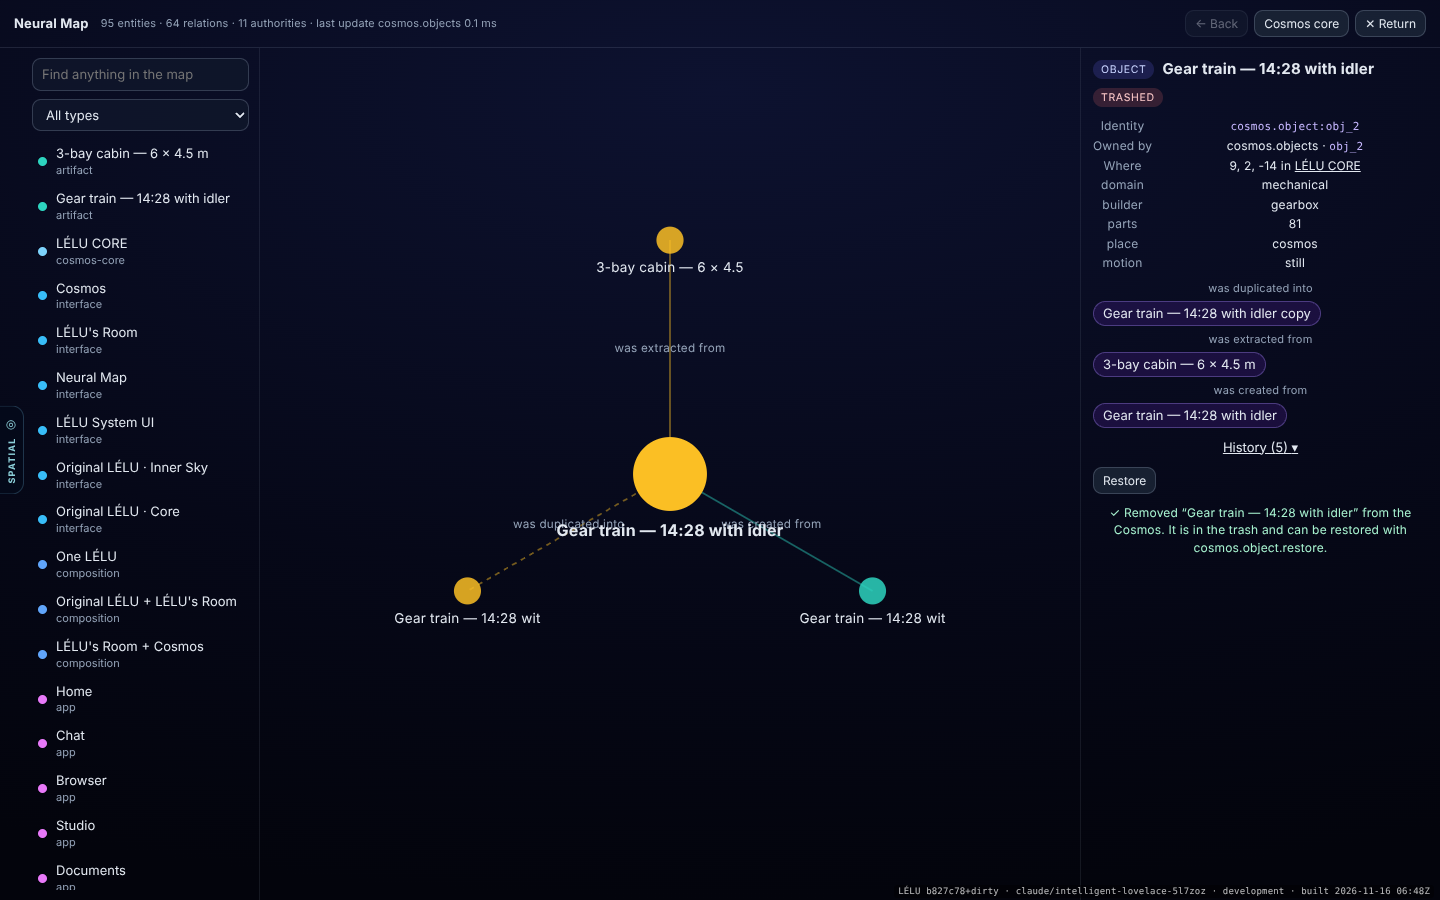 Neural Map 95 entities · 64 relations · 11 authorities · last update cosmos.objects 0.1 ms
← Back
Cosmos core
✕ Return
Find anything in the map
All types
3-bay cabin — 6 × 4.5 m
artifact
Gear train — 14:28 with idler
artifact
LÉLU CORE
cosmos-core
Cosmos
interface
LÉLU's Room
interface
Neural Map
interface
LÉLU System UI
interface
Original LÉLU · Inner Sky
interface
Original LÉLU · Core
interface
One LÉLU
composition
Original LÉLU + LÉLU's Room
composition
LÉLU's Room + Cosmos
composition
Home
app
Chat
app
Browser
app
Studio
app
Documents
app
SPATIAL ◎
3-bay cabin — 6 × 4.5
was extracted from
was duplicated into
was created from
Gear train — 14:28 with idler
Gear train — 14:28 wit
Gear train — 14:28 wit
OBJECT Gear train — 14:28 with idler
TRASHED
Identity cosmos.object:obj_2
Owned by cosmos.objects · obj_2
Where 9, 2, -14 in LÉLU CORE
domain mechanical
builder gearbox
parts 81
place cosmos
motion still
was duplicated into
Gear train — 14:28 with idler copy
was extracted from
3-bay cabin — 6 × 4.5 m
was created from
Gear train — 14:28 with idler
History (5) ▾
Restore
✓ Removed “Gear train — 14:28 with idler” from the
Cosmos. It is in the trash and can be restored with
cosmos.object.restore.
LÉLU b827c78+dirty · claude/intelligent-lovelace-5l7zoz · development · built 2026-11-16 06:48Z